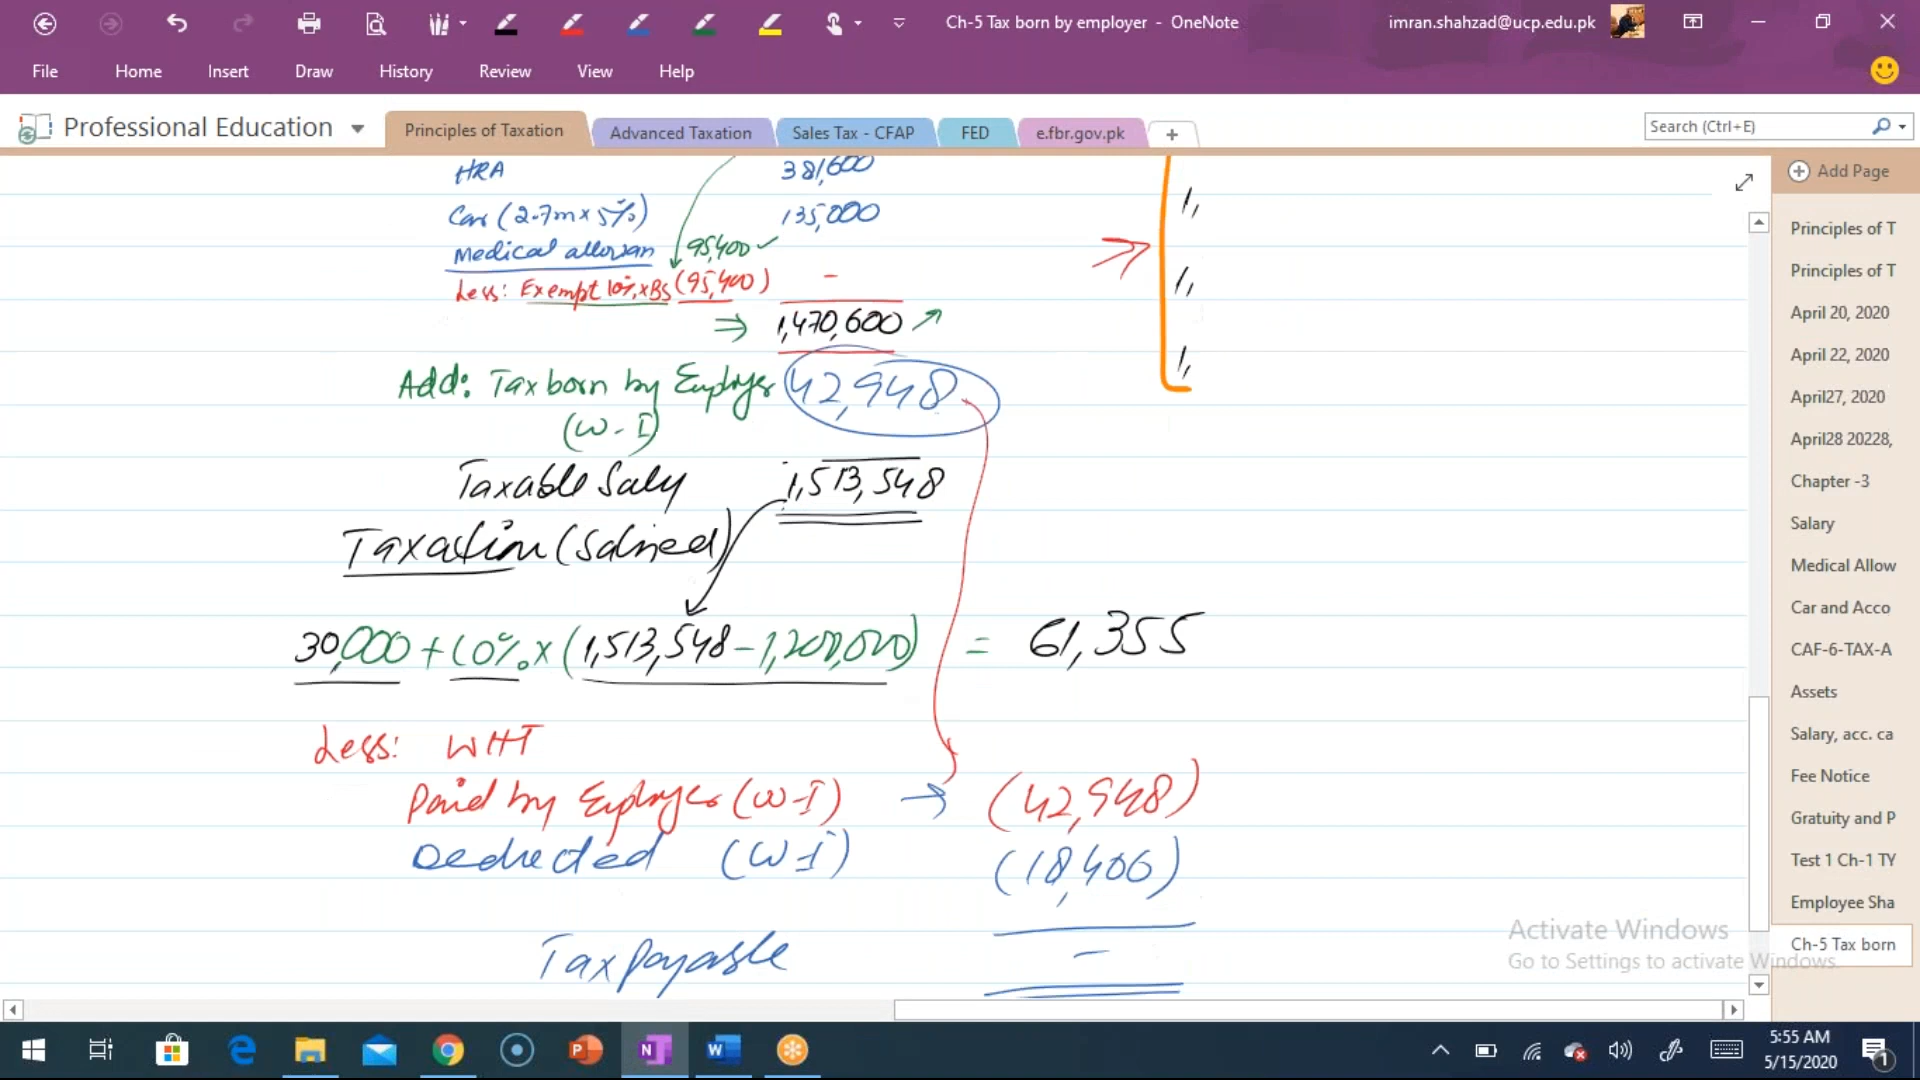 Ch-5 Tax born by employer - OneNote
imran.shahzad@ucp.edu.pk
File Home Insert Draw History Review View Help
Professional Education
Principles of Taxation
Advanced Taxation
Sales Tax - CFAP
FED
e.fbr.gov.pk
+
Search (Ctrl+E)
HRA 381,600
Car (2.7m x 5%) 135,000
Medical allowan 95,400 ✓
Less: Exempt 10% x BS (95,400) -
⇒ 1,470,600
Add: Tax born by Employer 42,948
(W-I)
Taxable Salry 1,513,548
Taxation (Salried)
30,000 + 10% x (1,513,548 - 1,200,000) = 61,355
Less: WHT
Paid by Employer (W-I) → (42,948)
Deducted (W-I) (18,406)
Tax payable -
1,
1,
1,
Add Page
Principles of T
Principles of T
April 20, 2020
April 22, 2020
April27, 2020
April28 20228,
Chapter -3
Salary
Medical Allow
Car and Acco
CAF-6-TAX-A
Assets
Salary, acc. ca
Fee Notice
Gratuity and P
Test 1 Ch-1 TY
Employee Sha
Ch-5 Tax born
Activate Windows
Go to Settings to activate Windows.
5:55 AM
5/15/2020
1